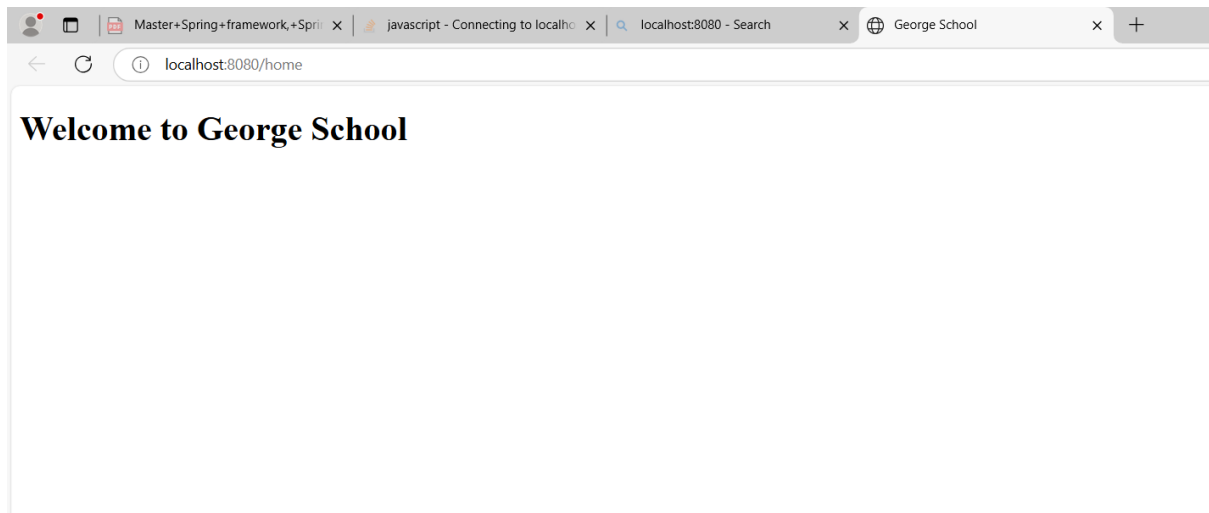 Master+Spring+framework,+Spri
javascript - Connecting to localho
localhost:8080 - Search
George School
localhost:8080/home
Welcome to George School